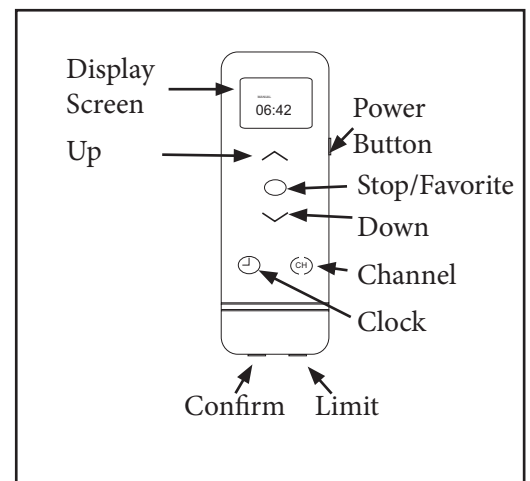 Display
Screen
06:42
Power
Button
Up
Stop/Favorite
Down
CH
Channel
Clock
Confirm
Limit